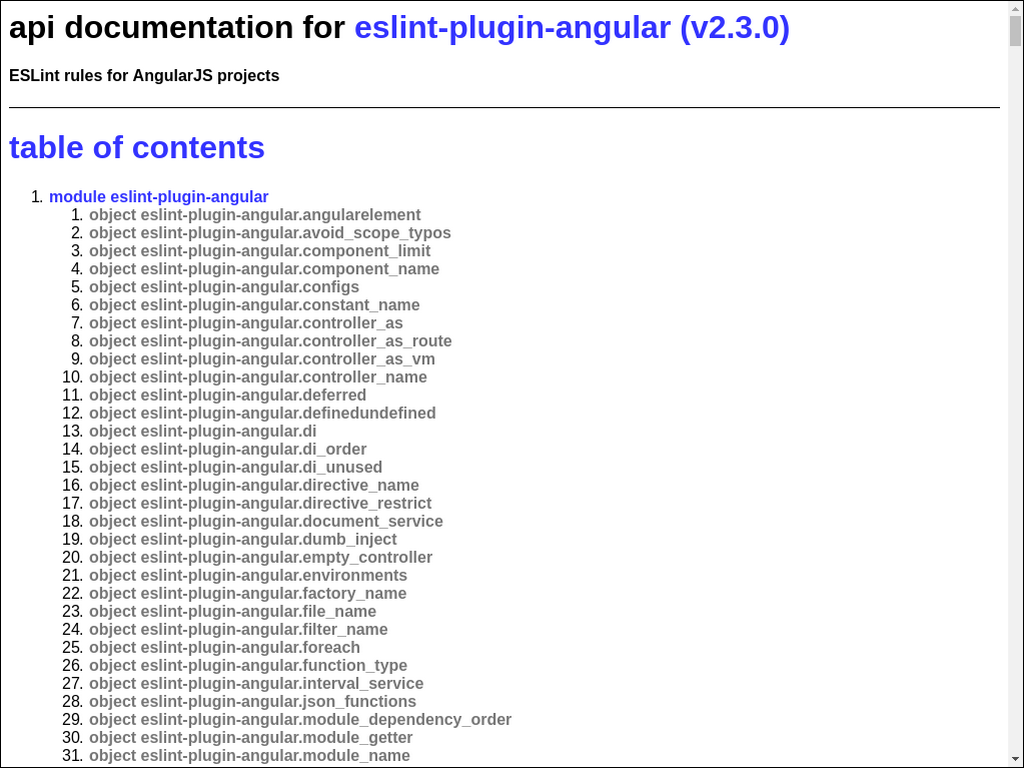 api documentation for eslint-plugin-angular (v2.3.0)
ESLint rules for AngularJS projects
table of contents
1. module eslint-plugin-angular
1. object eslint-plugin-angular.angularelement
2. object eslint-plugin-angular.avoid_scope_typos
3. object eslint-plugin-angular.component_limit
4. object eslint-plugin-angular.component_name
5. object eslint-plugin-angular.configs
6. object eslint-plugin-angular.constant_name
7. object eslint-plugin-angular.controller_as
8. object eslint-plugin-angular.controller_as_route
9. object eslint-plugin-angular.controller_as_vm
10. object eslint-plugin-angular.controller_name
11. object eslint-plugin-angular.deferred
12. object eslint-plugin-angular.definedundefined
13. object eslint-plugin-angular.di
14. object eslint-plugin-angular.di_order
15. object eslint-plugin-angular.di_unused
16. object eslint-plugin-angular.directive_name
17. object eslint-plugin-angular.directive_restrict
18. object eslint-plugin-angular.document_service
19. object eslint-plugin-angular.dumb_inject
20. object eslint-plugin-angular.empty_controller
21. object eslint-plugin-angular.environments
22. object eslint-plugin-angular.factory_name
23. object eslint-plugin-angular.file_name
24. object eslint-plugin-angular.filter_name
25. object eslint-plugin-angular.foreach
26. object eslint-plugin-angular.function_type
27. object eslint-plugin-angular.interval_service
28. object eslint-plugin-angular.json_functions
29. object eslint-plugin-angular.module_dependency_order
30. object eslint-plugin-angular.module_getter
31. object eslint-plugin-angular.module_name